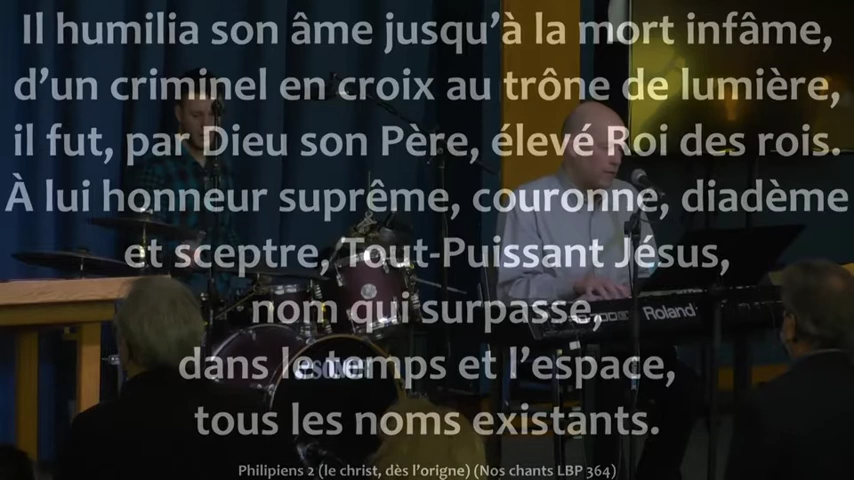 Il humilia son âme jusqu’à la mort infâme,
d’un criminel en croix au trône de lumière,
il fut, par Dieu son Père, élevé Roi des rois.
À lui honneur suprême, couronne, diadème
et sceptre, Tout-Puissant Jésus,
nom qui surpasse,
dans le temps et l’espace,
tous les noms existants.
Roland
Philipiens 2 (le christ, dès l’origne) (Nos chants LBP 364)